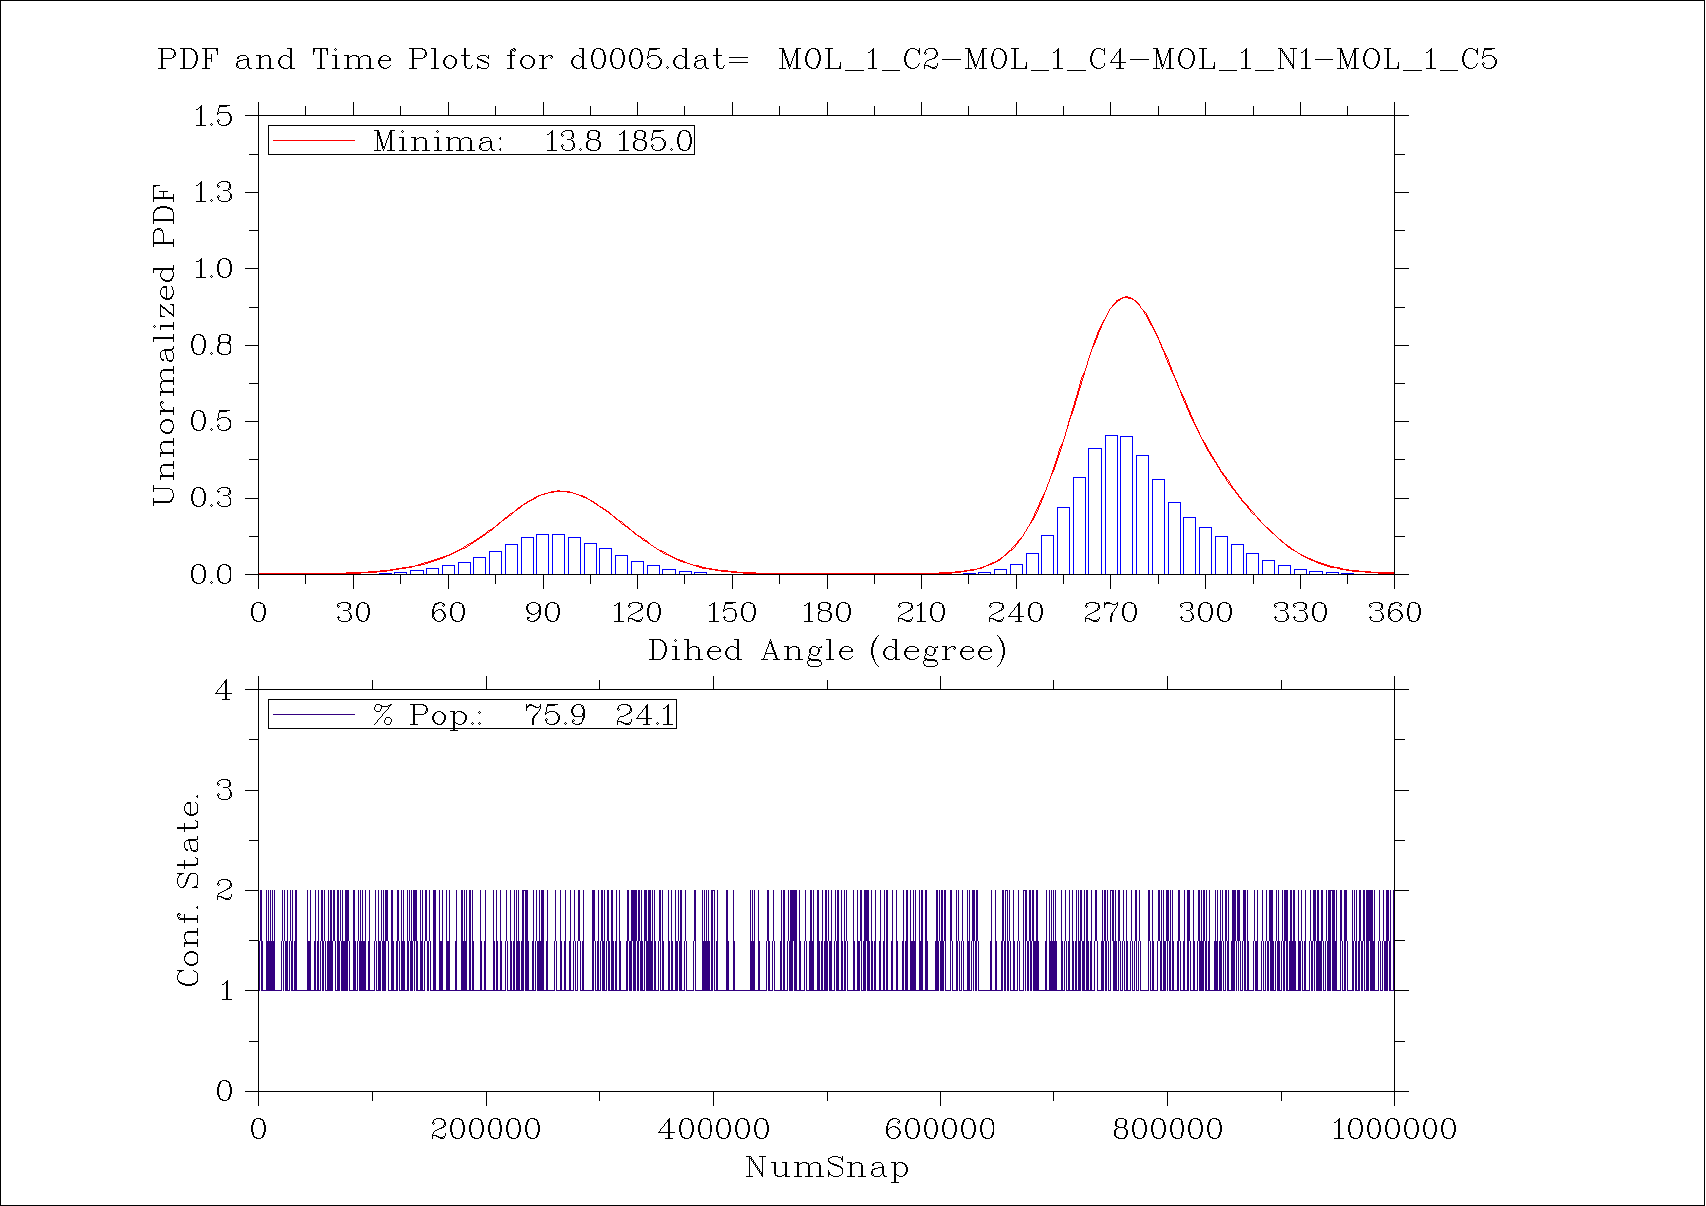 PDF and Time Plots for d0005.dat= MOL_1_C2-MOL_1_C4-MOL_1_N1-MOL_1_C5
Minima: 13.8 185.0
Unnormalized PDF
1.5
1.3
1.0
0.8
0.5
0.3
0.0
0 30 60 90 120 150 180 210 240 270 300 330 360
Dihed Angle (degree)
% Pop.: 75.9 24.1
Conf. State.
4
3
2
1
0
0 200000 400000 600000 800000 1000000
NumSnap